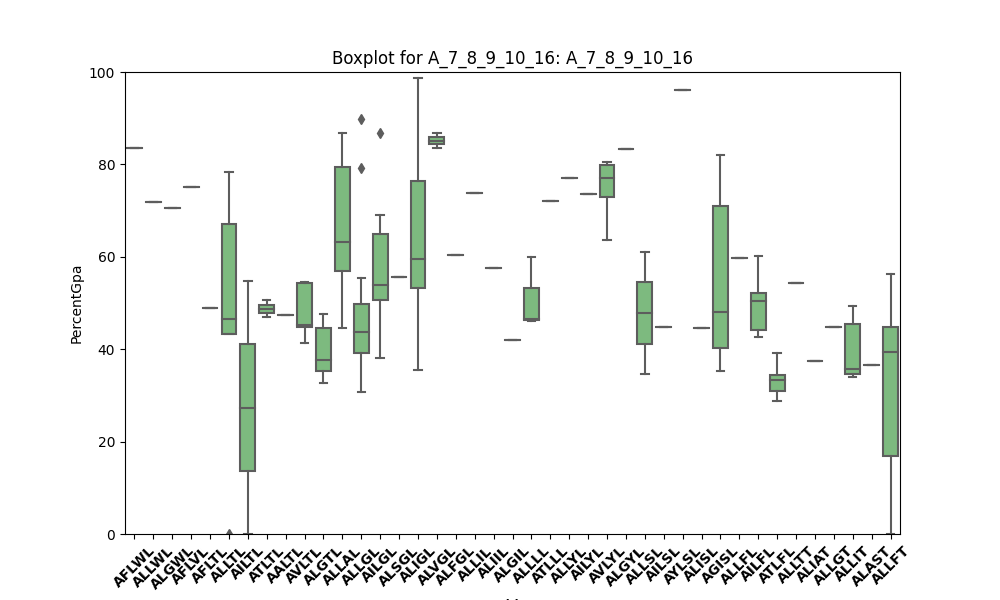 Boxplot for A_7_8_9_10_16: A_7_8_9_10_16
PercentGpa
100
80
60
40
20
0
AFLWL
ALLWL
ALGWL
AFLVL
AFLTL
ALLTL
AILTL
ATLTL
AALTL
AVLTL
ALGTL
ALLAL
ALLGL
AILGL
ALSGL
ALIGL
ALVGL
ALFGL
ALLIL
ALIIL
ALGIL
ALLLL
ATLLL
ALLYL
AILYL
AVLYL
ALGYL
ALLSL
AILSL
AYLSL
ALISL
AGISL
ALLFL
AILFL
ATLFL
ALLTT
ALIAT
ALLGT
ALLIT
ALAST
ALLFT